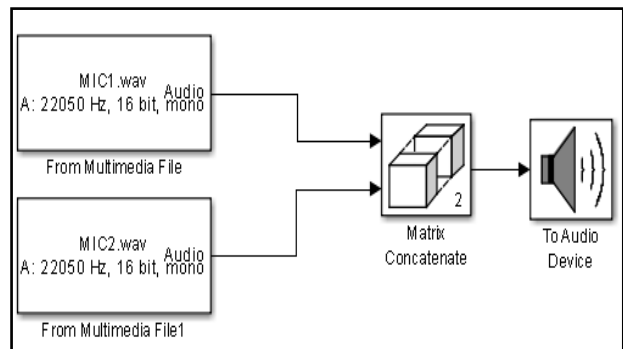 MIC1.wav
Audio
A: 22050 Hz, 16 bit, mono
From Multimedia File
MIC2.wav
Audio
A: 22050 Hz, 16 bit, mono
From Multimedia File1
2
Matrix
Concatenate
To Audio
Device